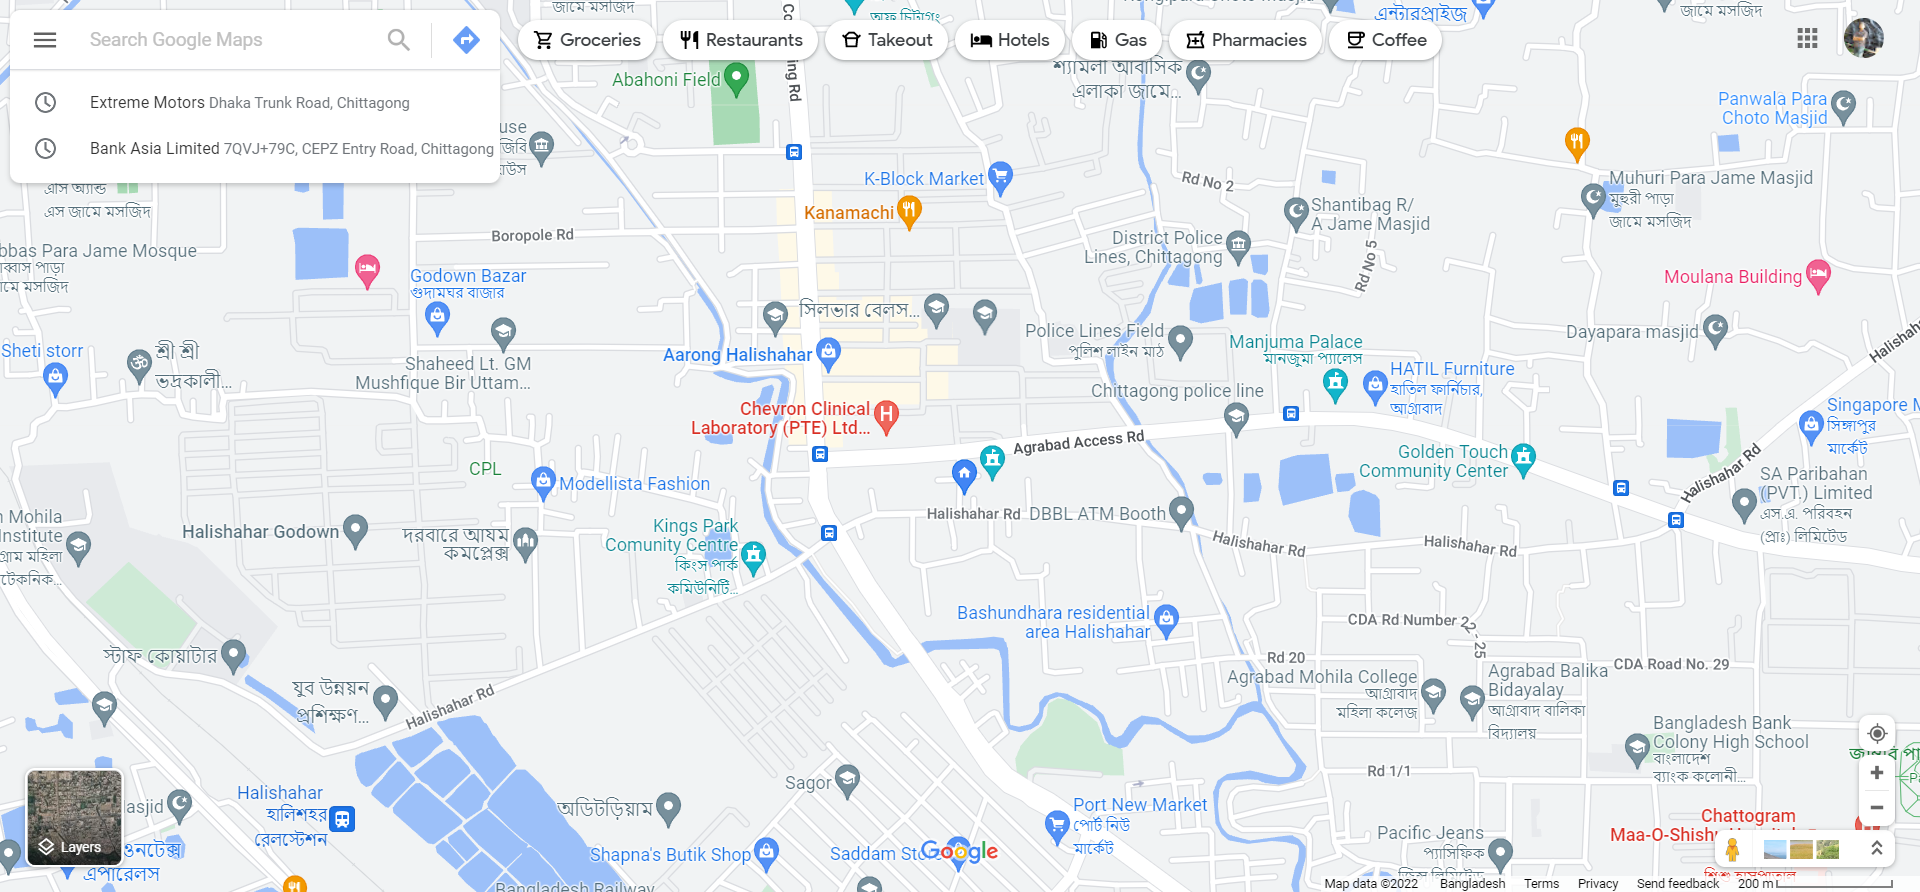 Search Google Maps
Extreme Motors Dhaka Trunk Road, Chittagong
Bank Asia Limited 7QVJ+79C, CEPZ Entry Road, Chittagong
Groceries
Restaurants
Takeout
Hotels
Gas
Pharmacies
Coffee
জামে মসজিদ
এন্টারপ্রাইজ
জামে মসজিদ
Abahoni Field
শ্যামলী আবাসিক
এলাকা জামে...
Panwala Para
Choto Masjid
এস জামে মসজিদ
K-Block Market
Kanamachi
Rd No 2
Muhuri Para Jame Masjid
মুহুরী পাড়া
জামে মসজিদ
Shantibag R/
A Jame Masjid
Boropole Rd
District Police
Lines, Chittagong
Rd No 5
bbas Para Jame Mosque
Godown Bazar
গুদামঘর বাজার
Moulana Building
সিলভার বেলস...
Police Lines Field
পুলিশ লাইন মাঠ
Manjuma Palace
মানজুমা প্যালেস
Dayapara masjid
Halishahar
Sheti storr
শ্রী শ্রী
ভদ্রকালী...
Shaheed Lt. GM
Mushfique Bir Uttam...
Aarong Halishahar
HATIL Furniture
হাতিল ফার্নিচার,
আগ্রাবাদ
Chittagong police line
Chevron Clinical
Laboratory (PTE) Ltd...
Agrabad Access Rd
Singapore M
সিঙ্গাপুর
মার্কেট
Golden Touch
Community Center
Halishahar Rd
CPL
Modellista Fashion
SA Paribahan
(PVT.) Limited
এস.এ. পরিবহন
(প্রাঃ) লিমিটেড
n Mohila
Institute
গ্রাম মহিলা
টেকনিক...
Halishahar Godown
দরবারে আযম
কমপ্লেক্স
Kings Park
Comunity Centre
কিংস পার্ক
কমিউনিটি...
Halishahar Rd
DBBL ATM Booth
Halishahar Rd
Halishahar Rd
Bashundhara residential
area Halishahar
CDA Rd Number 22 - 25
স্টাফ কোয়াটার
Rd 20
CDA Road No. 29
যুব উন্নয়ন
প্রশিক্ষণ...
Halishahar Rd
Agrabad Mohila College
আগ্রাবাদ
মহিলা কলেজ
Agrabad Balika
Bidayalay
আগ্রাবাদ বালিকা
বিদ্যালয়
Bangladesh Bank
Colony High School
বাংলাদেশ
ব্যাংক কলোনী...
Rd 1/1
Sagor
Halishahar
হালিশহর
রেলস্টেশন
অডিটড়িয়াম
Port New Market
পোর্ট নিউ
মার্কেট
Chattogram
Pacific Jeans
প্যাসিফিক
asjid
Layers
এপারেলস
Shapna's Butik Shop
Saddam Sto
Google
Bangladesh Railway
Map data ©2022
Bangladesh
Terms
Privacy
Send feedback
200 m